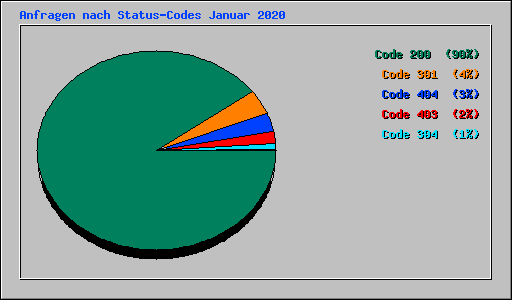 Anfragen nach Status-Codes Januar 2020
Code 200 (90%)
Code 301 (4%)
Code 404 (3%)
Code 403 (2%)
Code 304 (1%)